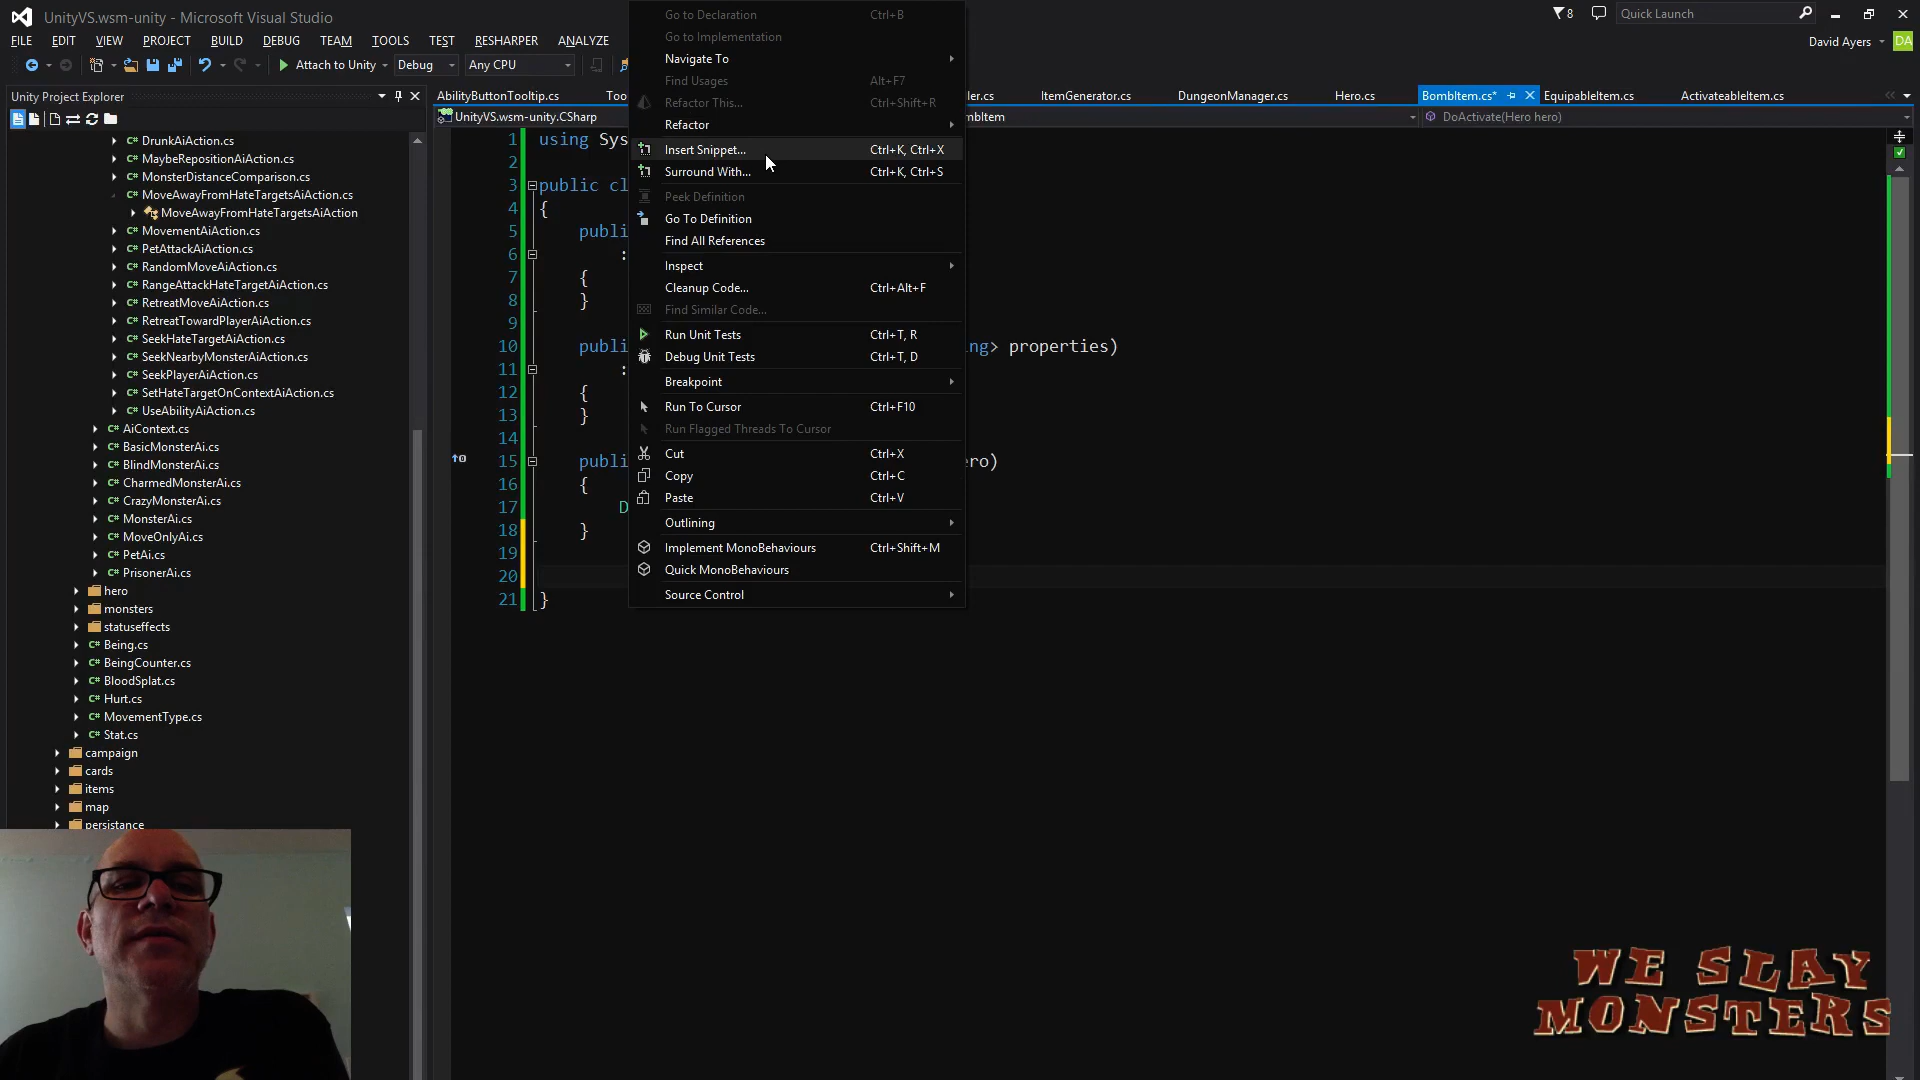 UnityVS.wsm-unity - Microsoft Visual Studio
8
Quick Launch
FILE EDIT VIEW PROJECT BUILD DEBUG TEAM TOOLS TEST RESHARPER ANALYZE
David Ayers DA
Attach to Unity Debug Any CPU
Unity Project Explorer
DrunkAiAction.cs
MaybeRepositionAiAction.cs
MonsterDistanceComparison.cs
MoveAwayFromHateTargetsAiAction.cs
MoveAwayFromHateTargetsAiAction
MovementAiAction.cs
PetAttackAiAction.cs
RandomMoveAiAction.cs
RangeAttackHateTargetAiAction.cs
RetreatMoveAiAction.cs
RetreatTowardPlayerAiAction.cs
SeekHateTargetAiAction.cs
SeekNearbyMonsterAiAction.cs
SeekPlayerAiAction.cs
SetHateTargetOnContextAiAction.cs
UseAbilityAiAction.cs
AiContext.cs
BasicMonsterAi.cs
BlindMonsterAi.cs
CharmedMonsterAi.cs
CrazyMonsterAi.cs
MonsterAi.cs
MoveOnlyAi.cs
PetAi.cs
PrisonerAi.cs
hero
monsters
statuseffects
Being.cs
BeingCounter.cs
BloodSplat.cs
Hurt.cs
MovementType.cs
Stat.cs
campaign
cards
items
map
persistance
AbilityButtonTooltip.cs Too ler.cs ItemGenerator.cs DungeonManager.cs Hero.cs BombItem.cs* EquipableItem.cs ActivateableItem.cs
UnityVS.wsm-unity.CSharp mbItem DoActivate(Hero hero)
1 using Sys
2
3 public cl
4 {
5 publi
6 :
7 {
8 }
9
10 publi ng> properties)
11 :
12 {
13 }
14
15 publi ero)
16 {
17 D
18 }
19
20
21 }
Go to Declaration Ctrl+B
Go to Implementation
Navigate To
Find Usages Alt+F7
Refactor This... Ctrl+Shift+R
Refactor
Insert Snippet... Ctrl+K, Ctrl+X
Surround With... Ctrl+K, Ctrl+S
Peek Definition
Go To Definition
Find All References
Inspect
Cleanup Code... Ctrl+Alt+F
Find Similar Code...
Run Unit Tests Ctrl+T, R
Debug Unit Tests Ctrl+T, D
Breakpoint
Run To Cursor Ctrl+F10
Run Flagged Threads To Cursor
Cut Ctrl+X
Copy Ctrl+C
Paste Ctrl+V
Outlining
Implement MonoBehaviours Ctrl+Shift+M
Quick MonoBehaviours
Source Control
WE SLAY
MONSTERS